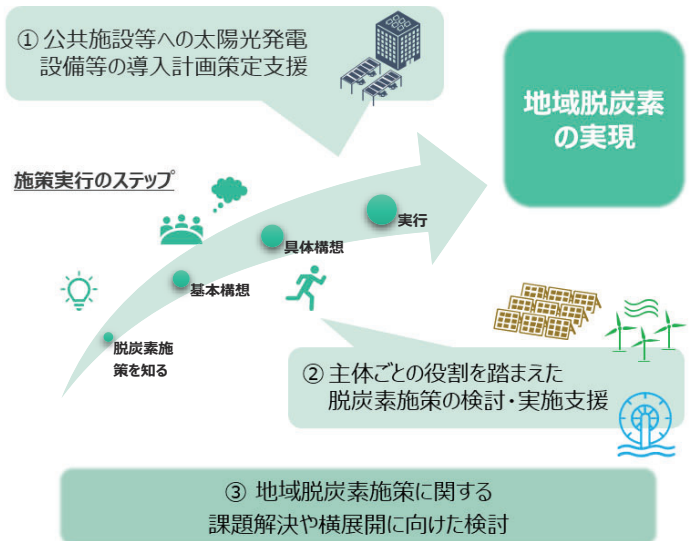 ① 公共施設等への太陽光発電
設備等の導入計画策定支援
地域脱炭素
の実現
施策実行のステップ
実行
具体構想
基本構想
脱炭素施
策を知る
② 主体ごとの役割を踏まえた
脱炭素施策の検討・実施支援
③ 地域脱炭素施策に関する
課題解決や横展開に向けた検討